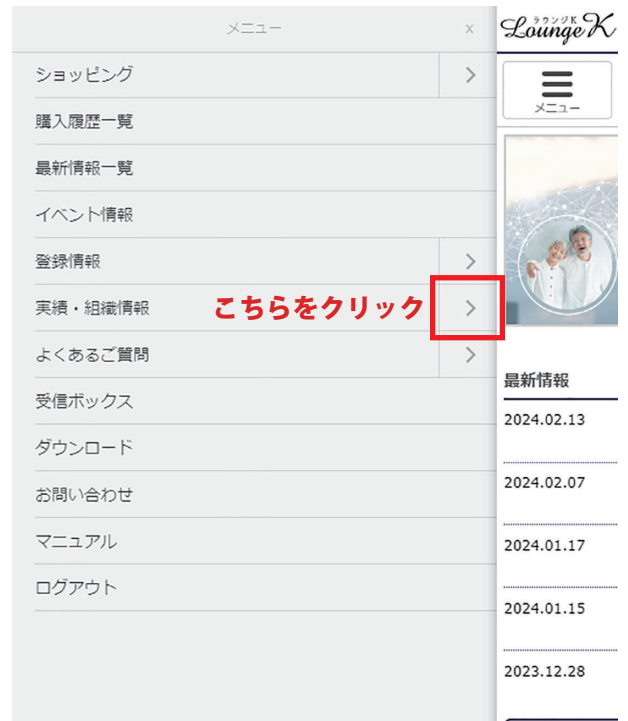 メニュー
x
ショッピング
購入履歴一覧
最新情報一覧
イベント情報
登録情報
実績・組織情報
こちらをクリック
よくあるご質問
受信ボックス
ダウンロード
お問い合わせ
マニュアル
ログアウト
ラウンジK
LoungeK
メニュー
最新情報
2024.02.13
2024.02.07
2024.01.17
2024.01.15
2023.12.28